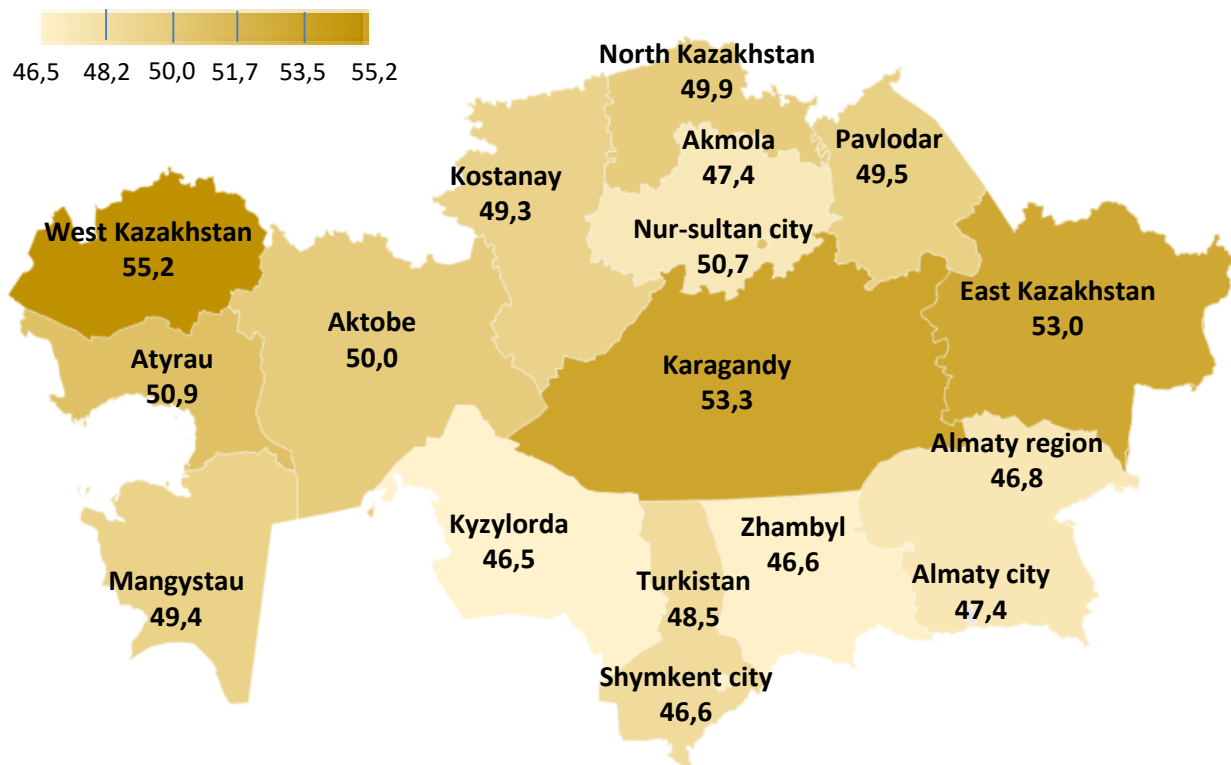 46,5 48,2 50,0 51,7 53,5 55,2
North Kazakhstan
49,9
Akmola
47,4
Pavlodar
49,5
Kostanay
49,3
Nur-sultan city
50,7
West Kazakhstan
55,2
East Kazakhstan
53,0
Aktobe
50,0
Atyrau
50,9
Karagandy
53,3
Almaty region
46,8
Kyzylorda
46,5
Zhambyl
46,6
Mangystau
49,4
Turkistan
48,5
Almaty city
47,4
Shymkent city
46,6